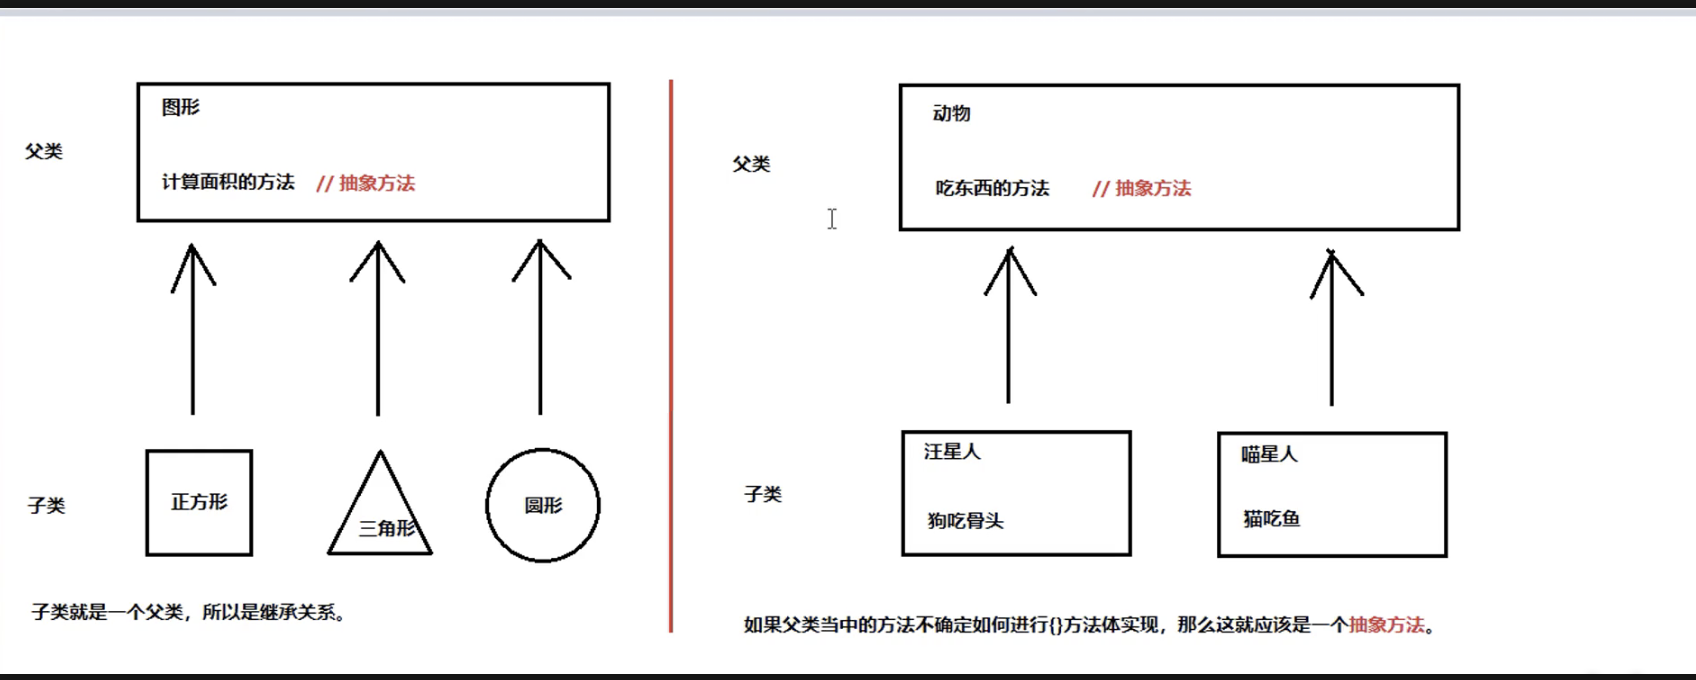 图形
父类
计算面积的方法 // 抽象方法
正方形
三角形
圆形
子类
子类就是一个父类，所以是继承关系。
动物
父类
吃东西的方法 // 抽象方法
汪星人
狗吃骨头
喵星人
猫吃鱼
子类
如果父类当中的方法不确定如何进行{}方法体实现，那么这就应该是一个抽象方法。